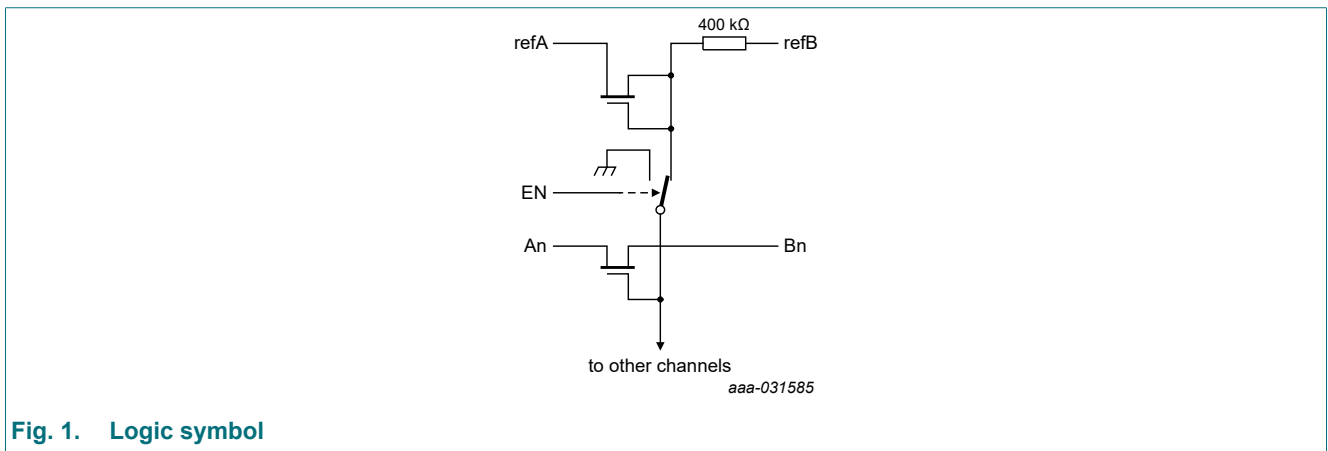 400 kΩ
refA
refB
EN
An
Bn
to other channels
aaa-031585
Fig. 1. Logic symbol